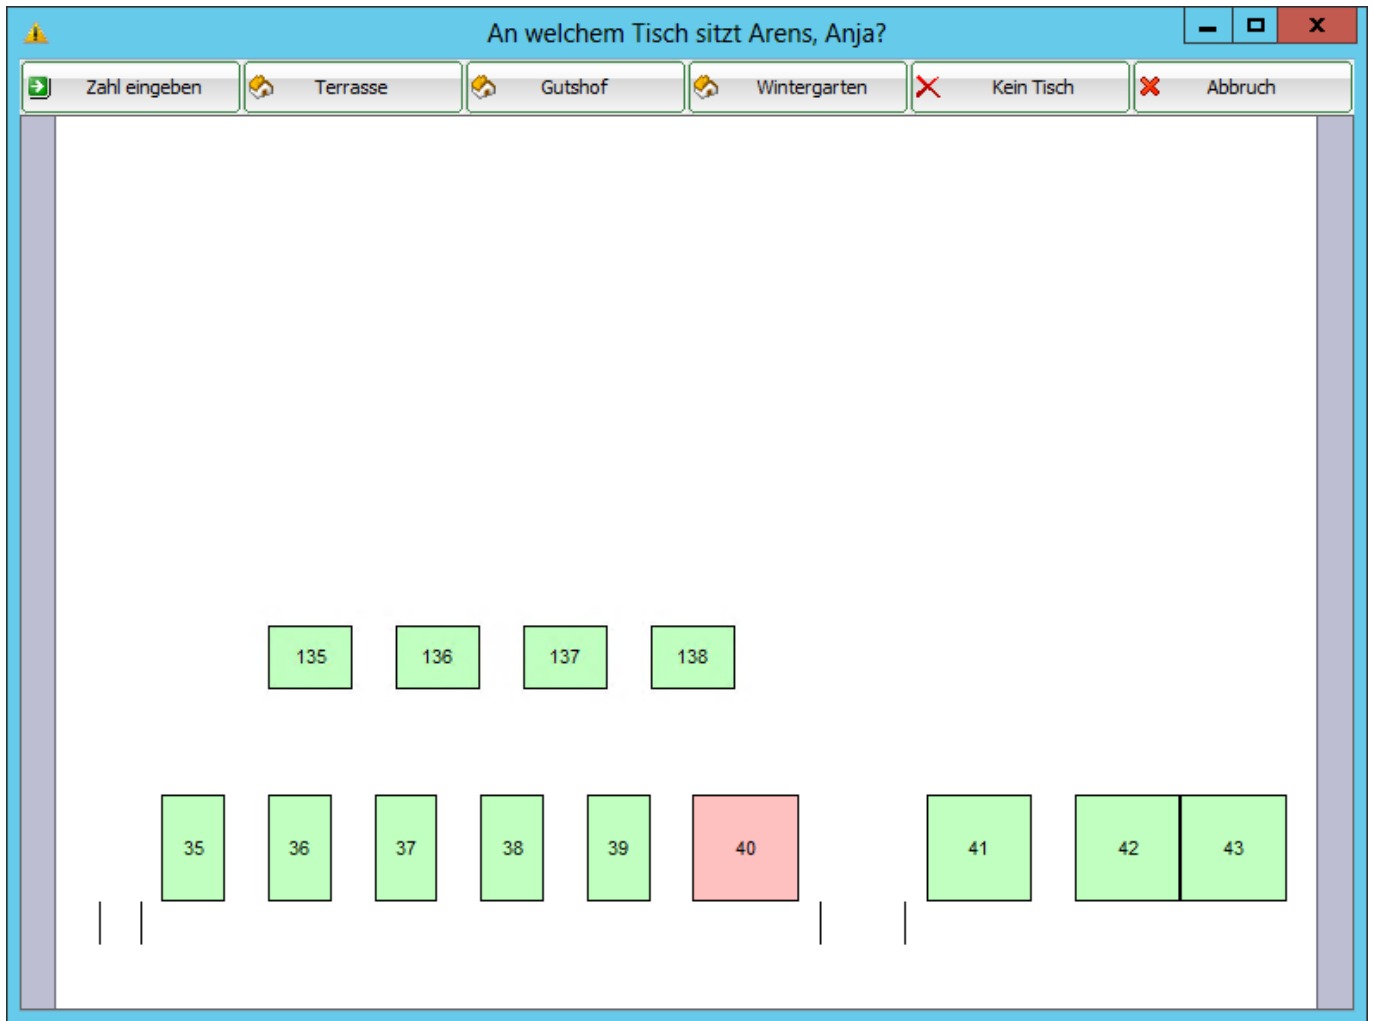 An welchem Tisch sitzt Arens, Anja?
Zahl eingeben Terrasse Gutshof Wintergarten Kein Tisch Abbruch
135 136 137 138
35 36 37 38 39 40 41 42 43